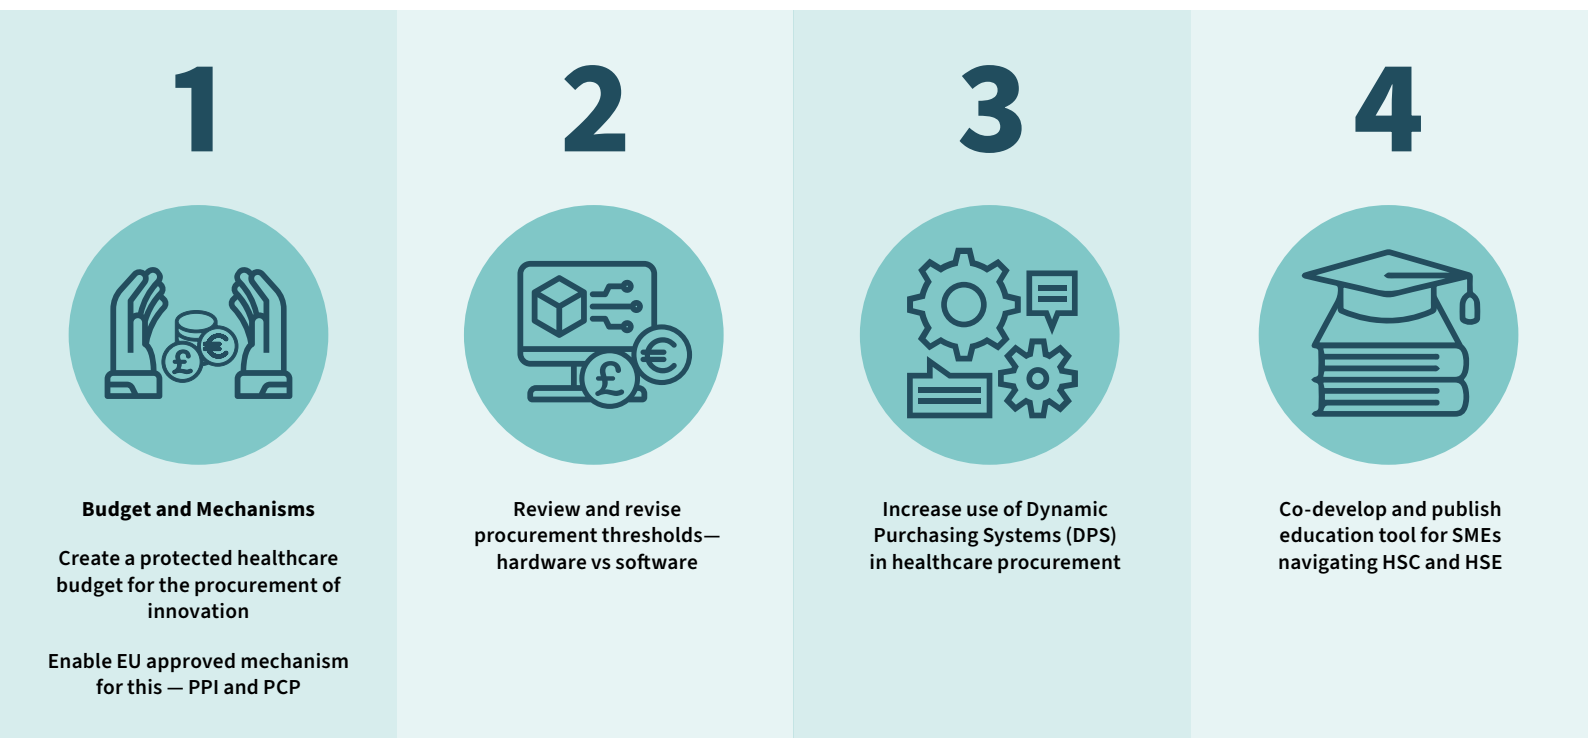 1
Budget and Mechanisms
Create a protected healthcare
budget for the procurement of
innovation
Enable EU approved mechanism
for this — PPI and PCP
2
£
€
Review and revise
procurement thresholds—
hardware vs software
3
Increase use of Dynamic
Purchasing Systems (DPS)
in healthcare procurement
4
Co-develop and publish
education tool for SMEs
navigating HSC and HSE